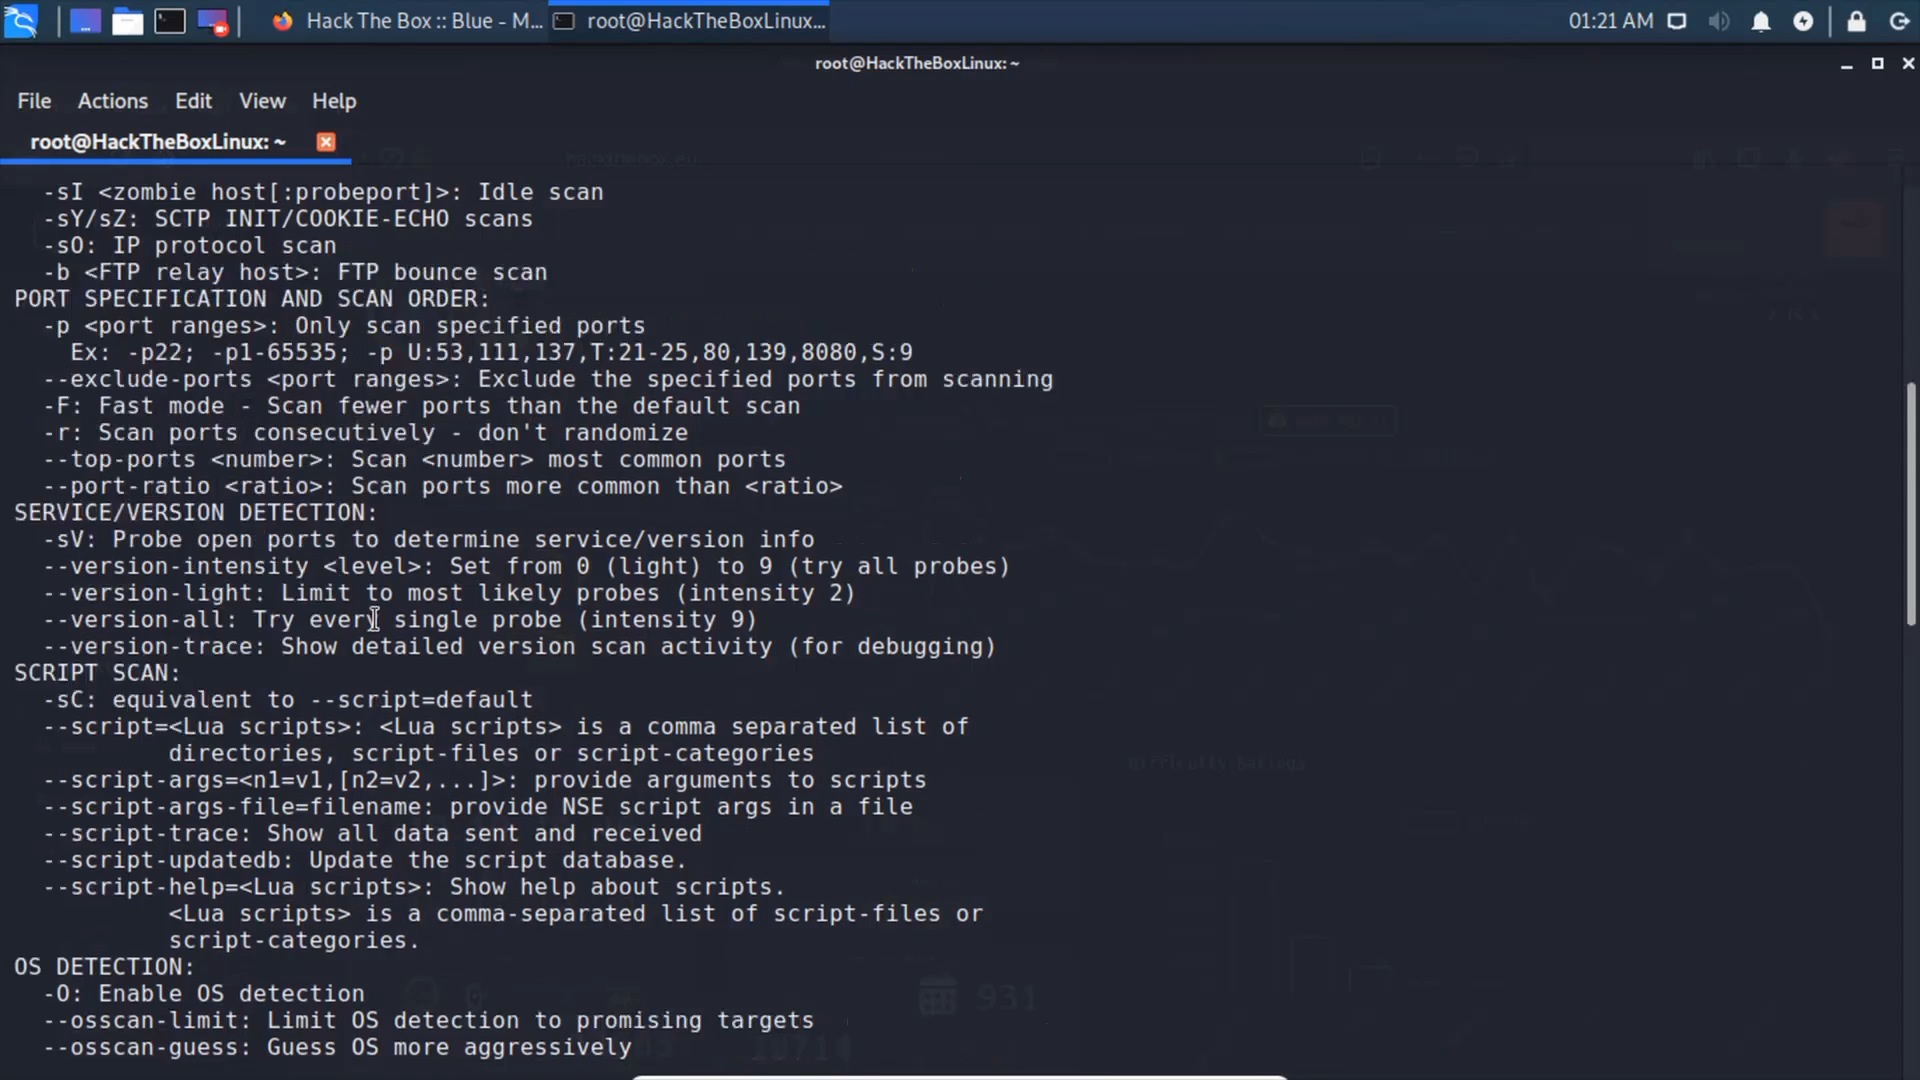 Hack The Box :: Blue - M...
root@HackTheBoxLinux...
01:21 AM
root@HackTheBoxLinux: ~
File Actions Edit View Help
root@HackTheBoxLinux: ~
-sI <zombie host[:probeport]>: Idle scan
-sY/sZ: SCTP INIT/COOKIE-ECHO scans
-sO: IP protocol scan
-b <FTP relay host>: FTP bounce scan
PORT SPECIFICATION AND SCAN ORDER:
-p <port ranges>: Only scan specified ports
Ex: -p22; -p1-65535; -p U:53,111,137,T:21-25,80,139,8080,S:9
--exclude-ports <port ranges>: Exclude the specified ports from scanning
-F: Fast mode - Scan fewer ports than the default scan
-r: Scan ports consecutively - don't randomize
--top-ports <number>: Scan <number> most common ports
--port-ratio <ratio>: Scan ports more common than <ratio>
SERVICE/VERSION DETECTION:
-sV: Probe open ports to determine service/version info
--version-intensity <level>: Set from 0 (light) to 9 (try all probes)
--version-light: Limit to most likely probes (intensity 2)
--version-all: Try every single probe (intensity 9)
--version-trace: Show detailed version scan activity (for debugging)
SCRIPT SCAN:
-sC: equivalent to --script=default
--script=<Lua scripts>: <Lua scripts> is a comma separated list of
directories, script-files or script-categories
--script-args=<n1=v1,[n2=v2,...]>: provide arguments to scripts
--script-args-file=filename: provide NSE script args in a file
--script-trace: Show all data sent and received
--script-updatedb: Update the script database.
--script-help=<Lua scripts>: Show help about scripts.
<Lua scripts> is a comma-separated list of script-files or
script-categories.
OS DETECTION:
-O: Enable OS detection
931
--osscan-limit: Limit OS detection to promising targets
--osscan-guess: Guess OS more aggressively